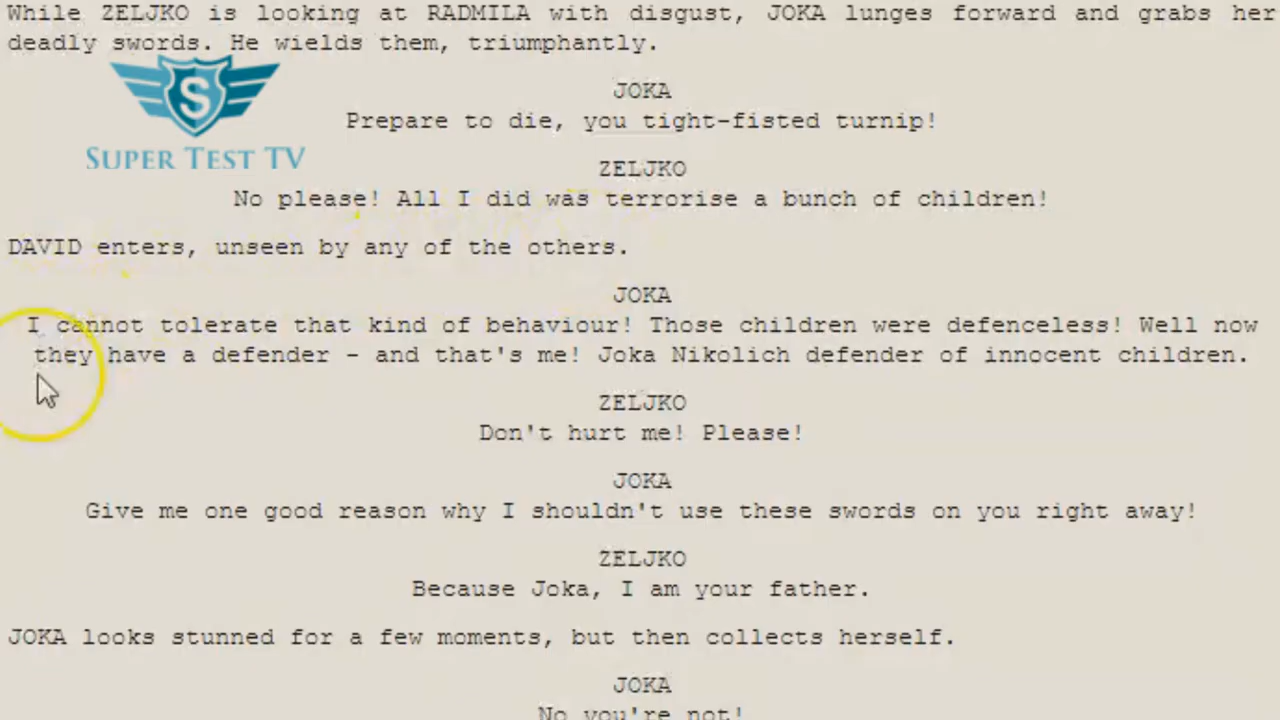 While ZELJKO is looking at RADMILA with disgust, JOKA lunges forward and grabs her
deadly swords. He wields them, triumphantly.
S
SUPER TEST TV
JOKA
Prepare to die, you tight-fisted turnip!
ZELJKO
No please! All I did was terrorise a bunch of children!
DAVID enters, unseen by any of the others.
JOKA
I cannot tolerate that kind of behaviour! Those children were defenceless! Well now
they have a defender - and that's me! Joka Nikolich defender of innocent children.
ZELJKO
Don't hurt me! Please!
JOKA
Give me one good reason why I shouldn't use these swords on you right away!
ZELJKO
Because Joka, I am your father.
JOKA looks stunned for a few moments, but then collects herself.
JOKA
No you're not!